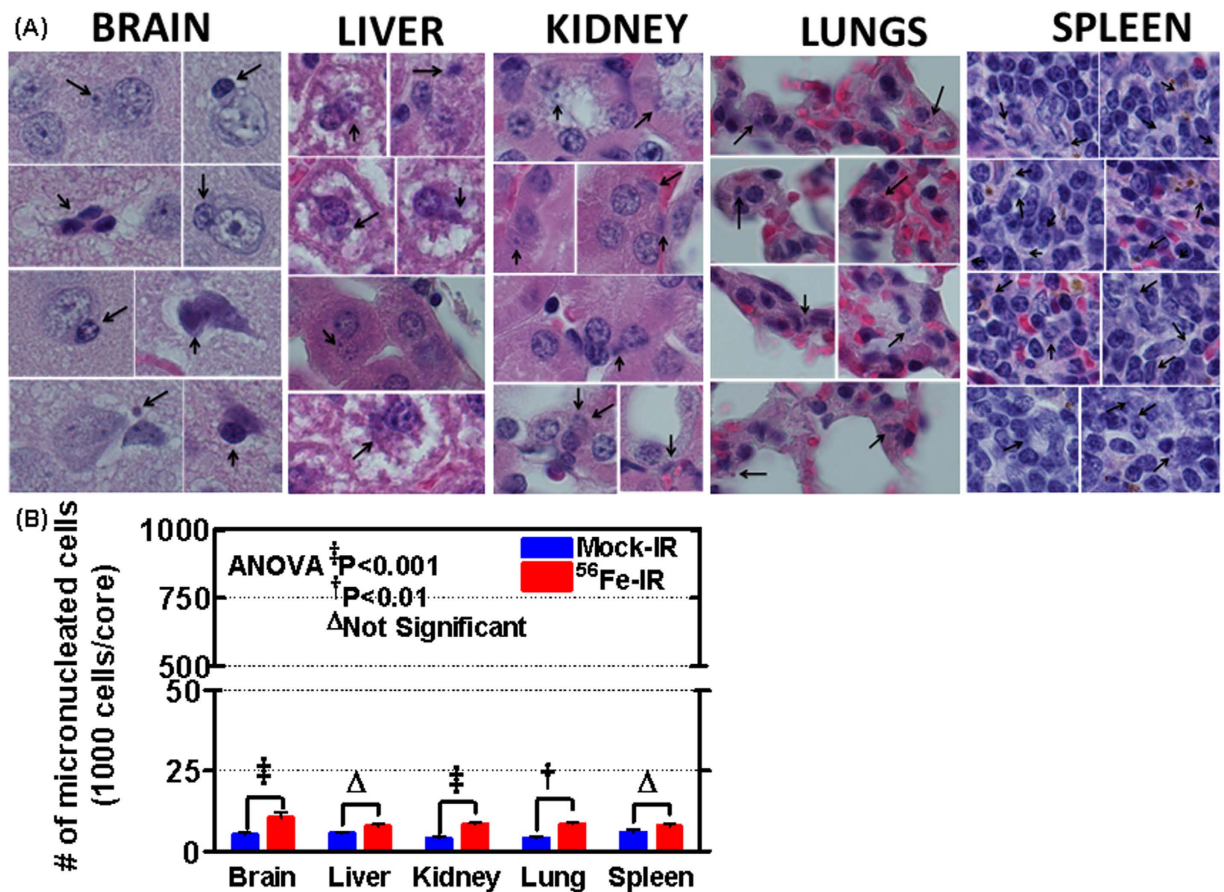 (A)
BRAIN
LIVER
KIDNEY
LUNGS
SPLEEN
(B)
# of micronucleated cells
(1000 cells/core)
1000
750
500
50
25
0
ANOVA ‡P<0.001
†P<0.01
ΔNot Significant
Mock-IR
⁵⁶Fe-IR
‡
Δ
‡
†
Δ
Brain
Liver
Kidney
Lung
Spleen